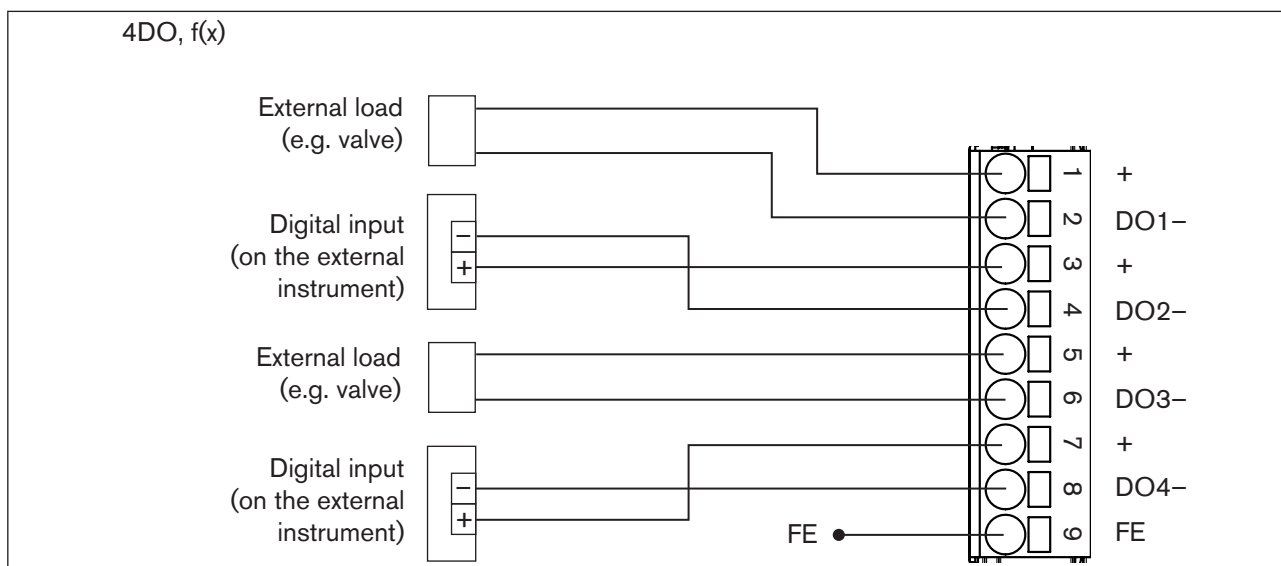 4DO, f(x)
External load
(e.g. valve)
Digital input
(on the external
instrument)
−
+
External load
(e.g. valve)
Digital input
(on the external
instrument)
−
+
FE
1 +
2 DO1−
3 +
4 DO2−
5 +
6 DO3−
7 +
8 DO4−
9 FE